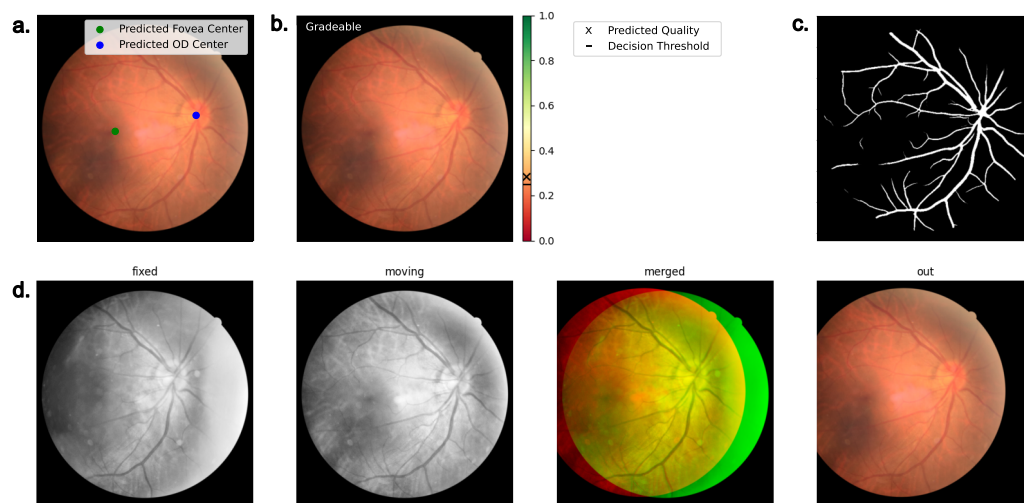 a.
Predicted Fovea Center
Predicted OD Center
b.
Gradeable
1.0
0.8
0.6
0.4
0.2
0.0
x Predicted Quality
- Decision Threshold
c.
d.
fixed
moving
merged
out